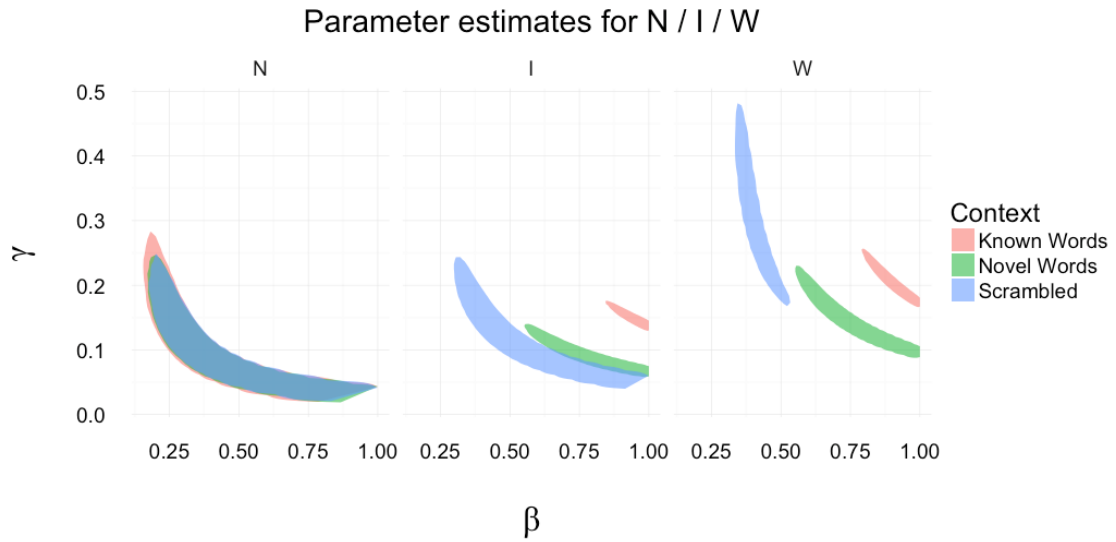 Parameter estimates for N / I / W
N I W
0.5
0.4
0.3
0.2
0.1
0.0
γ
0.25 0.50 0.75 1.00 0.25 0.50 0.75 1.00 0.25 0.50 0.75 1.00
β
Context
Known Words
Novel Words
Scrambled